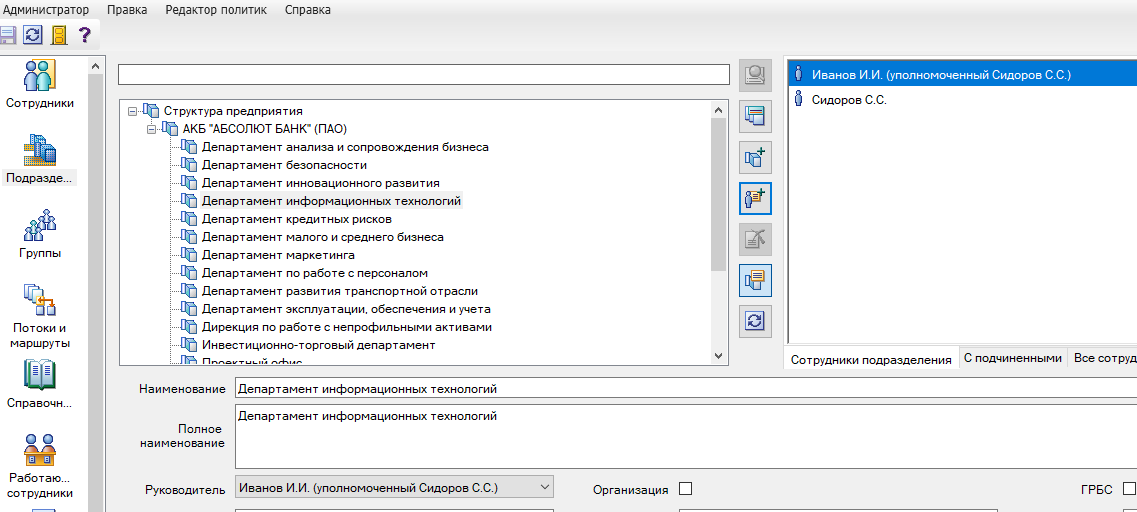 Администратор Правка Редактор политик Справка
?
Сотрудники
Подразде...
Группы
Потоки и
маршруты
Справочн...
Работаю...
сотрудники
Структура предприятия
АКБ "АБСОЛЮТ БАНК" (ПАО)
Департамент анализа и сопровождения бизнеса
Департамент безопасности
Департамент инновационного развития
Департамент информационных технологий
Департамент кредитных рисков
Департамент малого и среднего бизнеса
Департамент маркетинга
Департамент по работе с персоналом
Департамент развития транспортной отрасли
Департамент эксплуатации, обеспечения и учета
Дирекция по работе с непрофильными активами
Инвестиционно-торговый департамент
Проектный офис
Иванов И.И. (уполномоченный Сидоров С.С.)
Сидоров С.С.
Сотрудники подразделения С подчиненными Все сотруд
Наименование Департамент информационных технологий
Полное
наименование
Департамент информационных технологий
Руководитель Иванов И.И. (уполномоченный Сидоров С.С.) Организация ГРБС